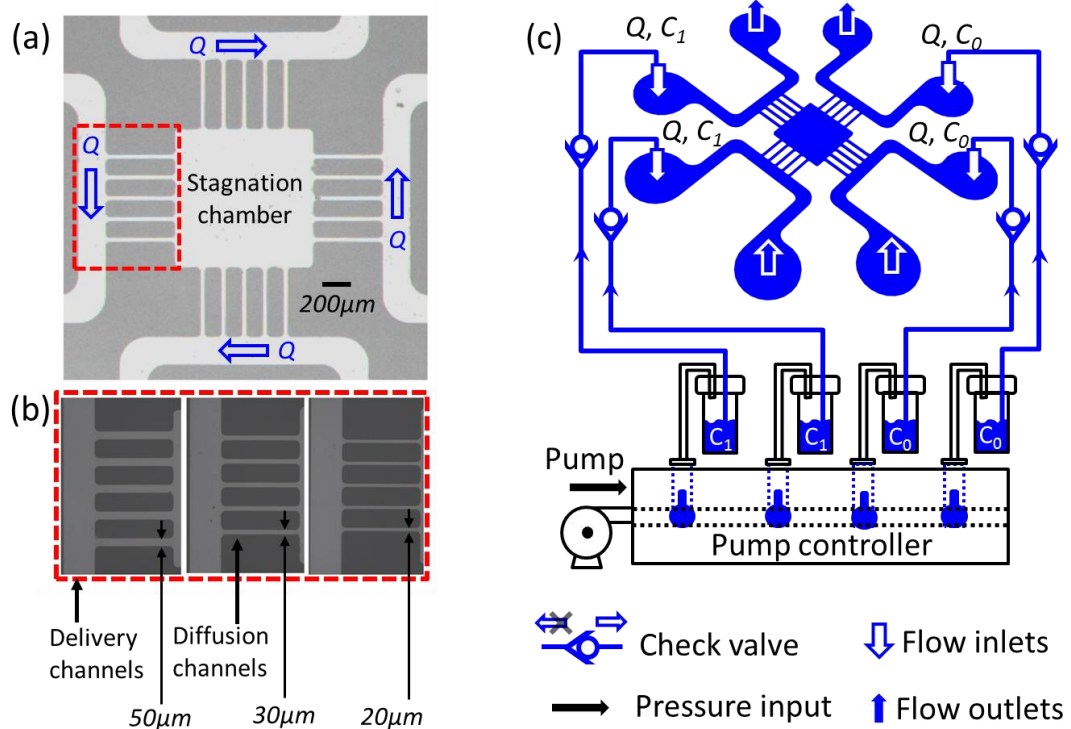 (a)
Q
Q
Stagnation
chamber
Q
200μm
Q
(b)
Delivery
channels
Diffusion
channels
50μm
30μm
20μm
(c)
Q, C1
Q, C0
Q, C1
Q, C0
C1
C1
C0
C0
Pump
Pump controller
Check valve
Flow inlets
Pressure input
Flow outlets